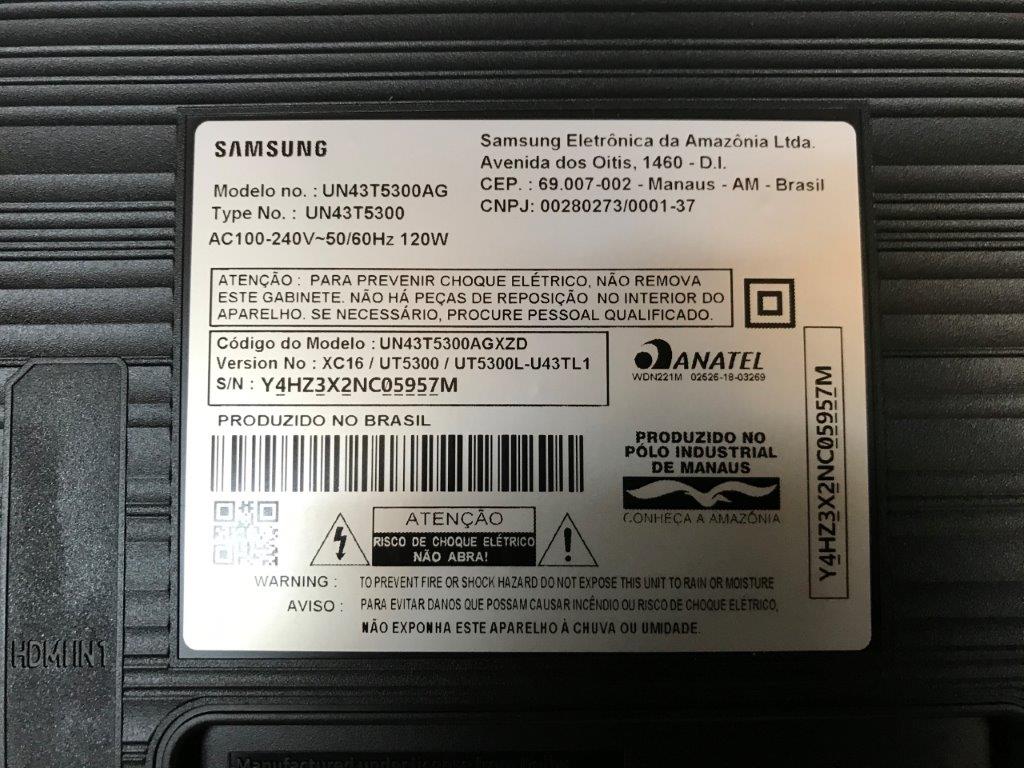 SAMSUNG
Modelo no. : UN43T5300AG
Type No. : UN43T5300
AC100-240V~50/60Hz 120W
Samsung Eletrônica da Amazônia Ltda.
Avenida dos Oitis, 1460 - D.I.
CEP. : 69.007-002 - Manaus - AM - Brasil
CNPJ: 00280273/0001-37
ATENÇÃO : PARA PREVENIR CHOQUE ELÉTRICO, NÃO REMOVA
ESTE GABINETE. NÃO HÁ PEÇAS DE REPOSIÇÃO NO INTERIOR DO
APARELHO. SE NECESSÁRIO, PROCURE PESSOAL QUALIFICADO.
Código do Modelo : UN43T5300AGXZD
Version No : XC16 / UT5300 / UT5300L-U43TL1
S/N : Y4HZ3X2NC05957M
ANATEL
WDN221M 02526-18-03269
PRODUZIDO NO BRASIL
PRODUZIDO NO
PÓLO INDUSTRIAL
DE MANAUS
CONHEÇA A AMAZÔNIA
Y4HZ3X2NC05957M
ATENÇÃO
RISCO DE CHOQUE ELÉTRICO
NÃO ABRA!
WARNING : TO PREVENT FIRE OR SHOCK HAZARD DO NOT EXPOSE THIS UNIT TO RAIN OR MOISTURE
AVISO : PARA EVITAR DANOS QUE POSSAM CAUSAR INCÊNDIO OU RISCO DE CHOQUE ELÉTRICO,
NÃO EXPONHA ESTE APARELHO À CHUVA OU UMIDADE.
HDMI IN 1
Manufactured under